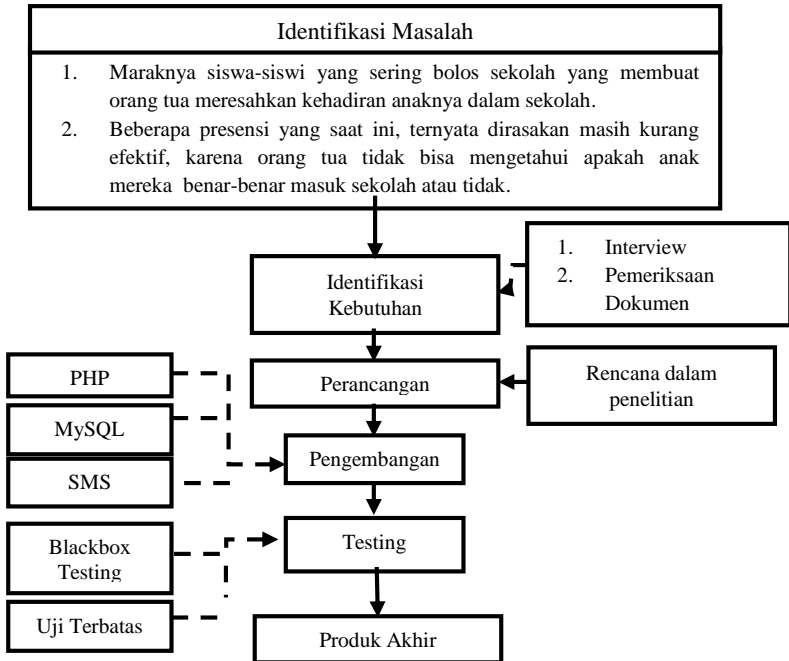 Identifikasi Masalah
1. Maraknya siswa-siswi yang sering bolos sekolah yang membuat
orang tua meresahkan kehadiran anaknya dalam sekolah.
2. Beberapa presensi yang saat ini, ternyata dirasakan masih kurang
efektif, karena orang tua tidak bisa mengetahui apakah anak
mereka benar-benar masuk sekolah atau tidak.
1. Interview
2. Pemeriksaan
Dokumen
Identifikasi
Kebutuhan
PHP
Perancangan
Rencana dalam
penelitian
MySQL
Pengembangan
SMS
Blackbox
Testing
Testing
Uji Terbatas
Produk Akhir